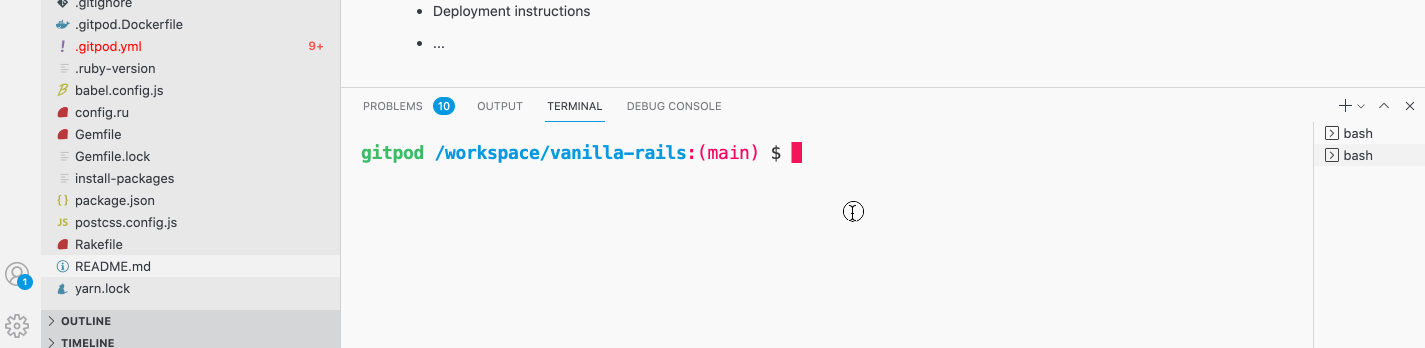 .gitignore
.gitpod.Dockerfile
! .gitpod.yml 9+
.ruby-version
babel.config.js
config.ru
Gemfile
Gemfile.lock
install-packages
{ } package.json
JS postcss.config.js
Rakefile
README.md
yarn.lock
OUTLINE
TIMELINE
1
• Deployment instructions
• ...
PROBLEMS 10 OUTPUT TERMINAL DEBUG CONSOLE
gitpod /workspace/vanilla-rails:(main) $
bash
bash